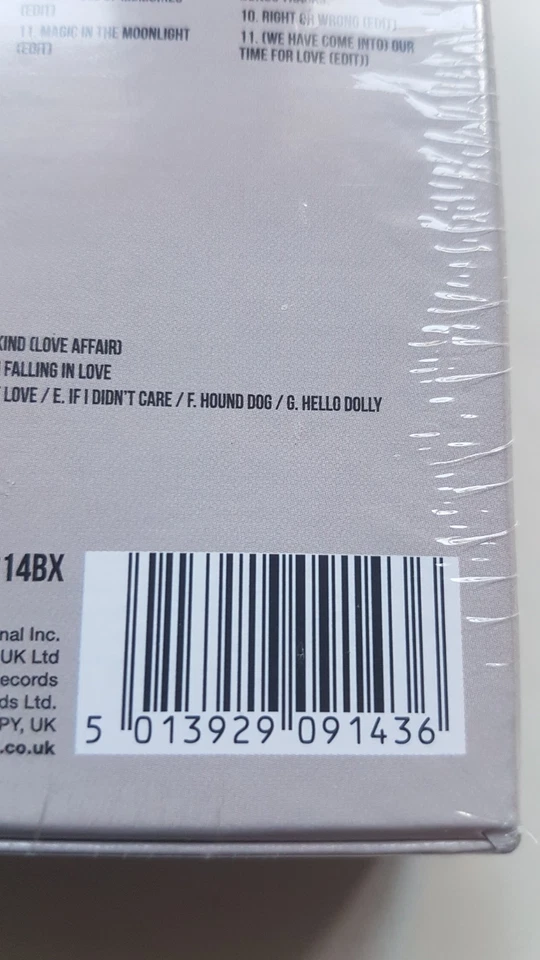 (EDIT)
11. MAGIC IN THE MOONLIGHT
(EDIT)
10. RIGHT OR WRONG (EDIT)
11. (WE HAVE COME INTO) OUR
TIME FOR LOVE (EDIT))
KIND (LOVE AFFAIR)
FALLING IN LOVE
LOVE / E. IF I DIDN'T CARE / F. HOUND DOG / G. HELLO DOLLY
14BX
nal Inc.
UK Ltd
ecords
ds Ltd.
PY, UK
.co.uk
5 013929 091436